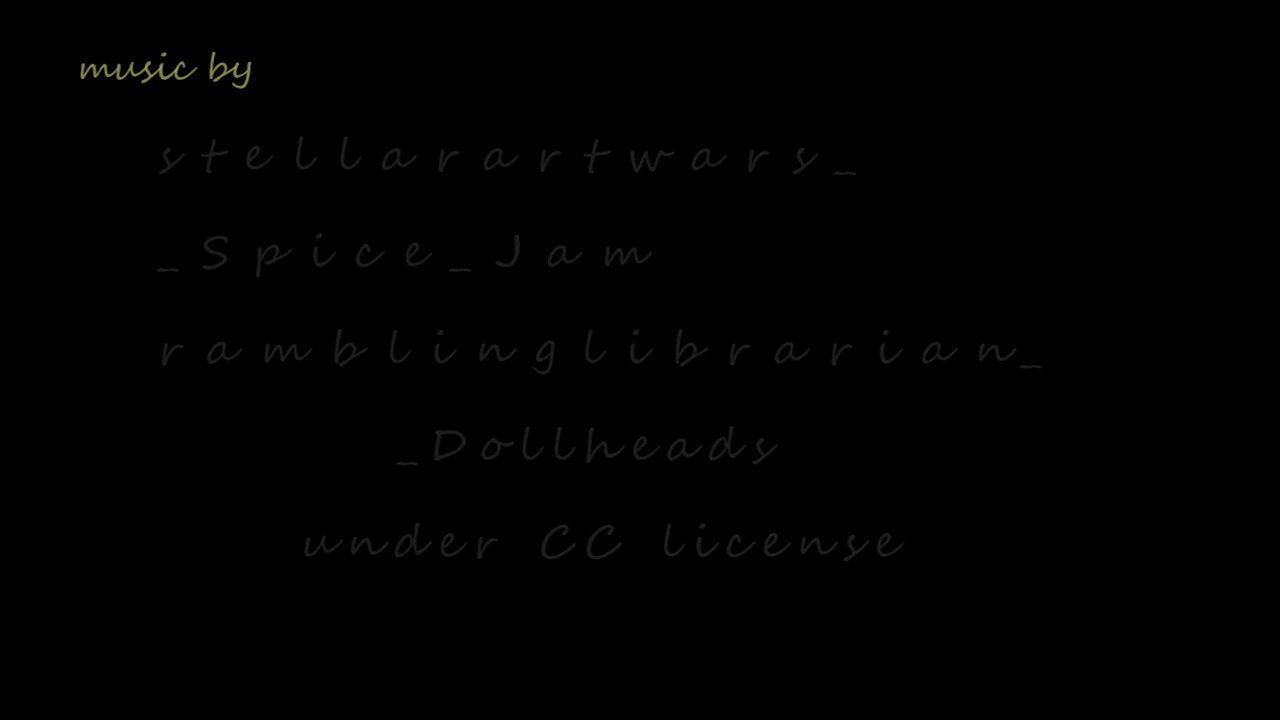 music by
stellarartwars_
_Spice_Jam
ramblinglibrarian_
_Dollheads
under CC license